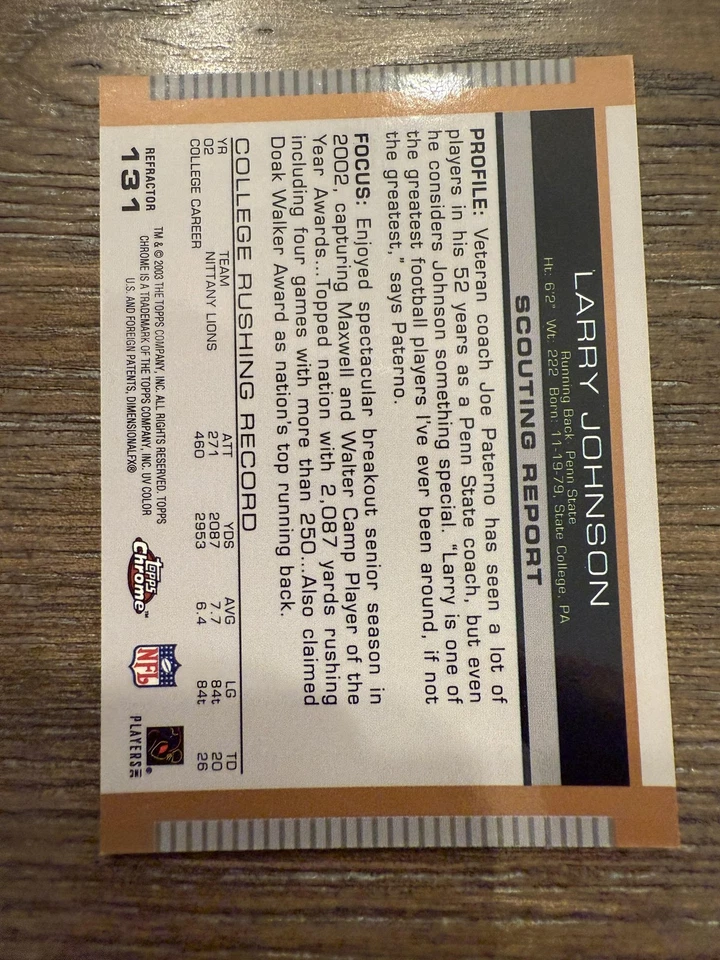 LARRY JOHNSON
Running Back, Penn State
Ht: 6'2" Wt: 222 Born: 11-19-79, State College, PA
SCOUTING REPORT
PROFILE: Veteran coach Joe Paterno has seen a lot of
players in his 52 years as a Penn State coach, but even
he considers Johnson something special. "Larry is one of
the greatest football players I've ever been around, if not
the greatest," says Paterno.
FOCUS: Enjoyed spectacular breakout senior season in
2002, capturing Maxwell and Walter Camp Player of the
Year Awards...Topped nation with 2,087 yards rushing
including four games with more than 250...Also claimed
Doak Walker Award as nation's top running back.
COLLEGE RUSHING RECORD
YR TEAM ATT YDS AVG LG TD
02 NITTANY LIONS 271 2087 7.7 84t 20
COLLEGE CAREER 460 2953 6.4 84t 26
REFRACTOR
131
TM & © 2003 THE TOPPS COMPANY, INC. ALL RIGHTS RESERVED. TOPPS
CHROME IS A TRADEMARK OF THE TOPPS COMPANY, INC. UV COLOR
U.S. AND FOREIGN PATENTS, DIMENSIONALFX®
Topps
Chrome™
NFL
PLAYERS INC